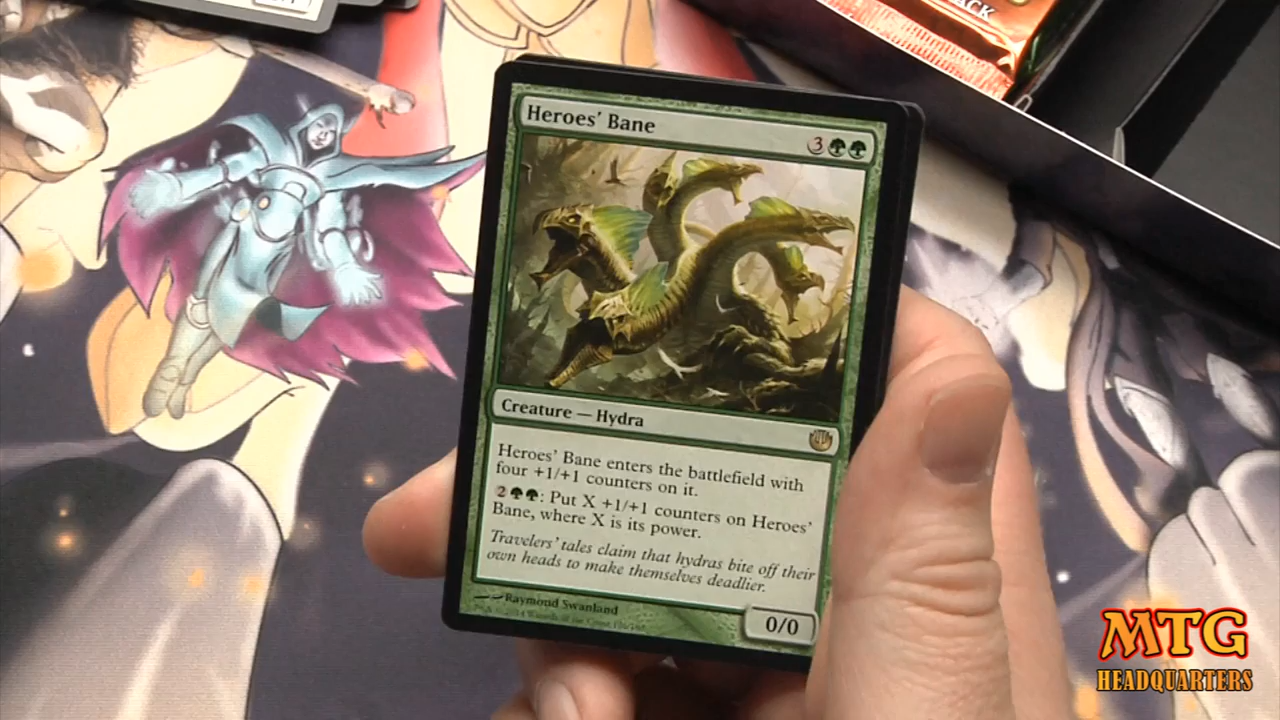 ACK
Heroes' Bane
3
Creature — Hydra
Heroes' Bane enters the battlefield with
four +1/+1 counters on it.
2: Put X +1/+1 counters on Heroes'
Bane, where X is its power.
Travelers' tales claim that hydras bite off their
own heads to make themselves deadlier.
Raymond Swanland
0/0
MTG
HEADQUARTERS